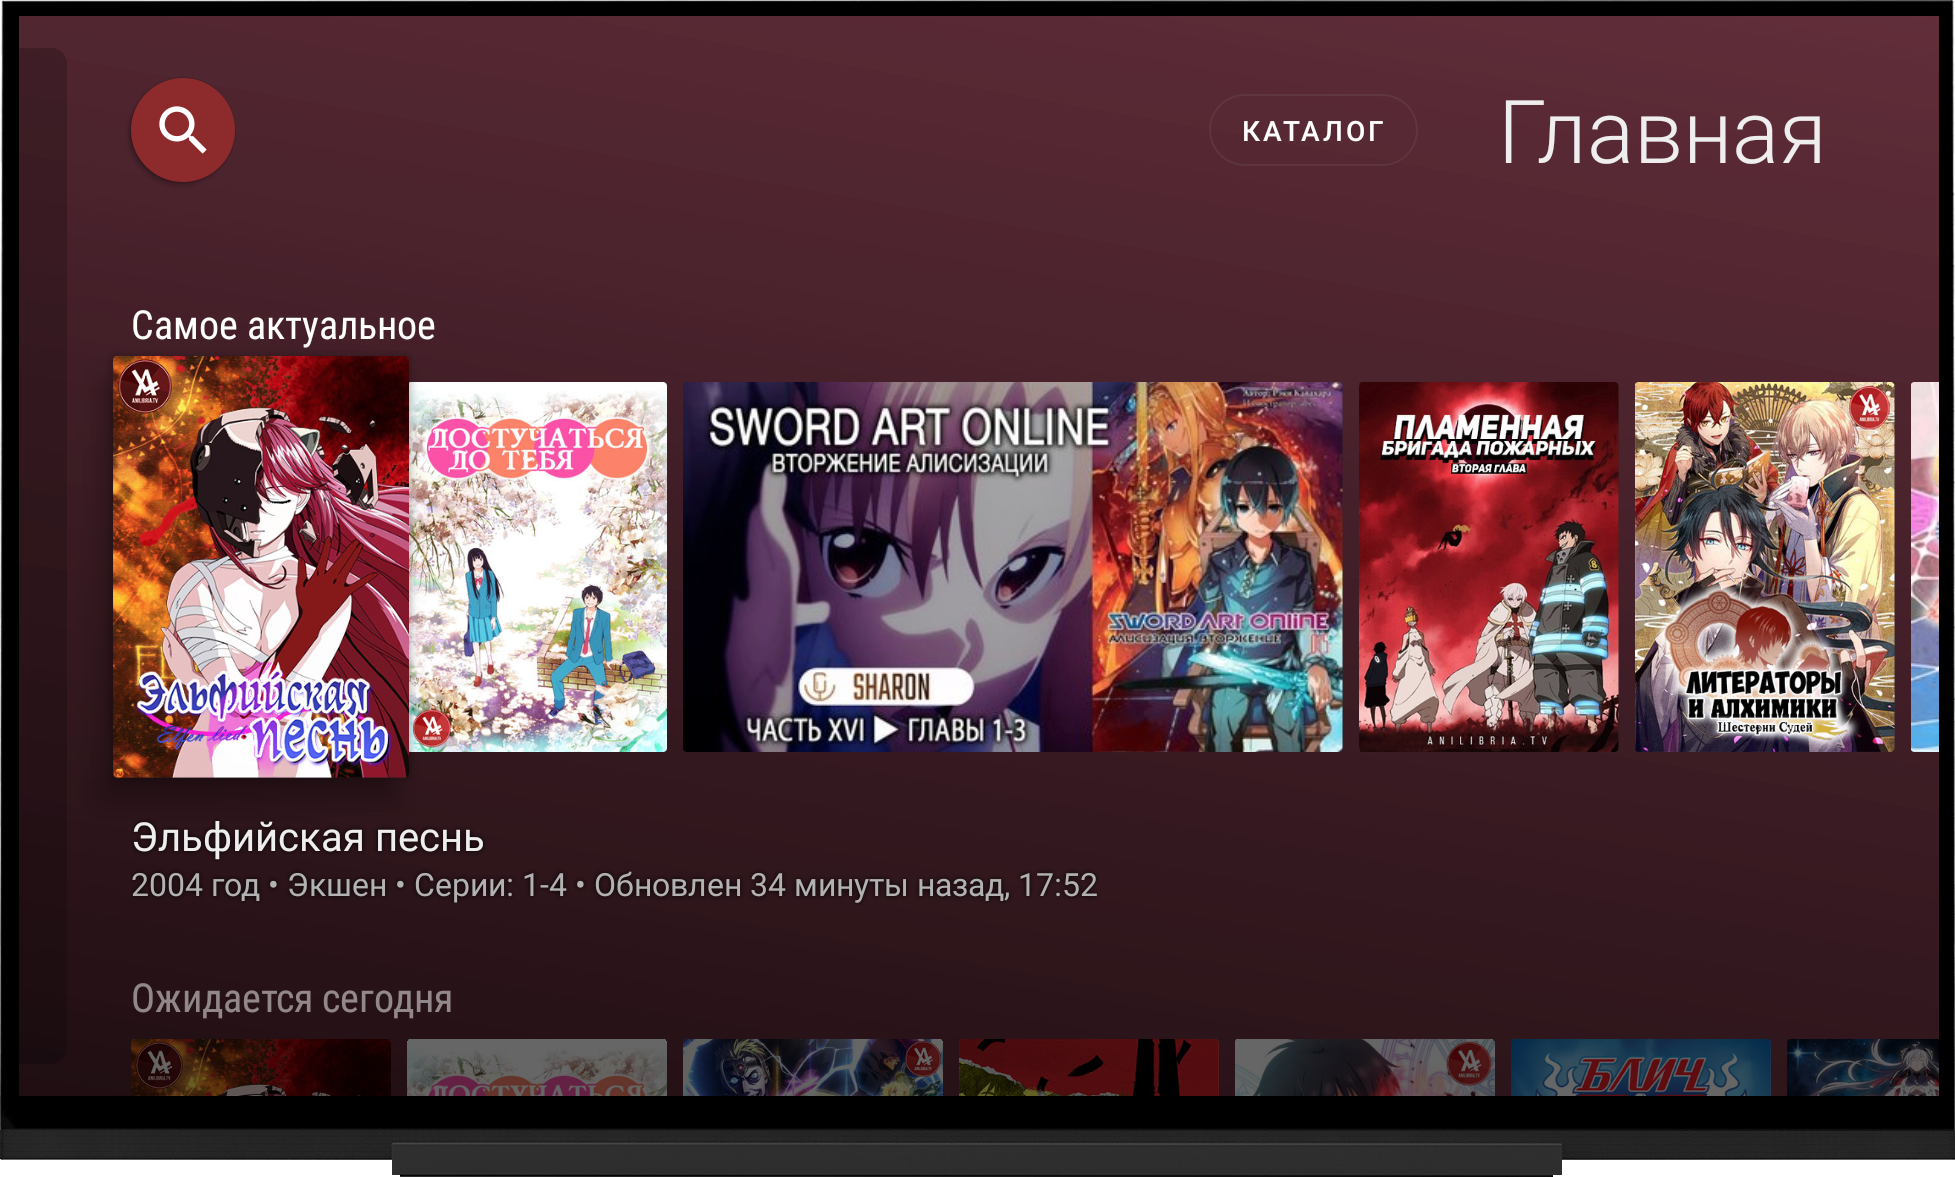 КАТАЛОГ
Главная
Самое актуальное
ANILIBRIA.TV
Эльфийская
Elfen lied
песнь
ДОСТУЧАТЬСЯ
ДО ТЕБЯ
SWORD ART ONLINE
ВТОРЖЕНИЕ АЛИСИЗАЦИИ
SHARON
ЧАСТЬ XVI ▶ ГЛАВЫ 1-3
SWORD ART ONLINE
АЛИСИЗАЦИЯ ВТОРЖЕНИЕ
ПЛАМЕННАЯ
БРИГАДА ПОЖАРНЫХ
ВТОРАЯ ГЛАВА
ANILIBRIA.TV
ЛИТЕРАТОРЫ
И АЛХИМИКИ
Шестерни Судей
Эльфийская песнь
2004 год • Экшен • Серии: 1-4 • Обновлен 34 минуты назад, 17:52
Ожидается сегодня
ДОСТУЧАТЬСЯ
БЛИЧ